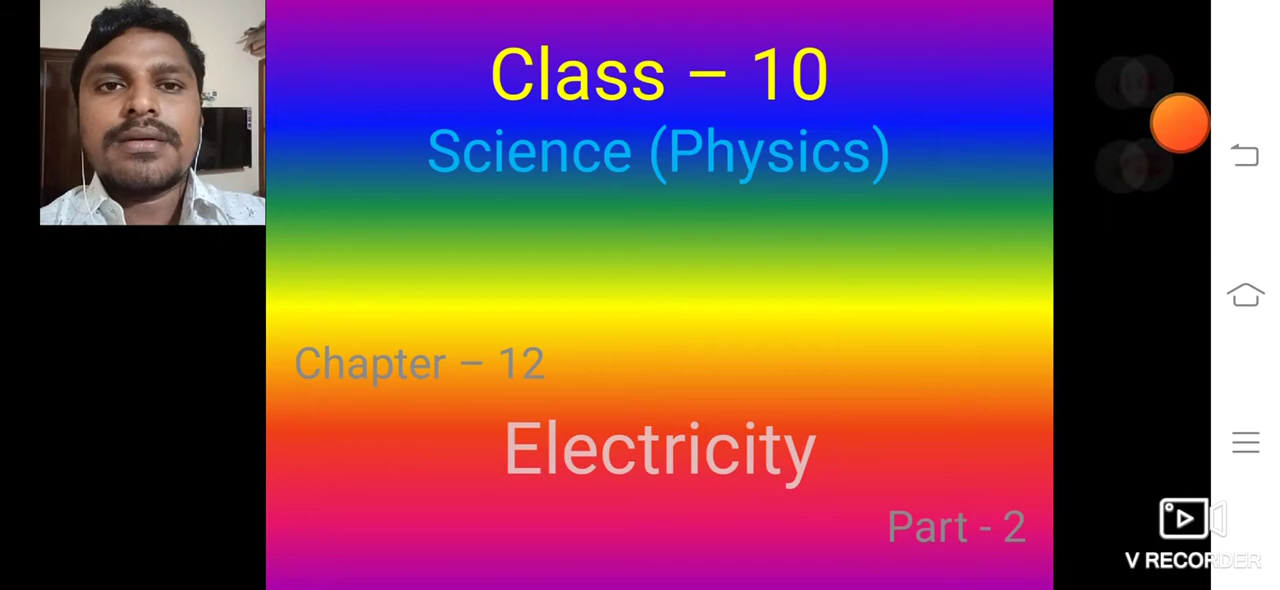 Class – 10
Science (Physics)
Chapter – 12
Electricity
Part - 2
V RECORDER